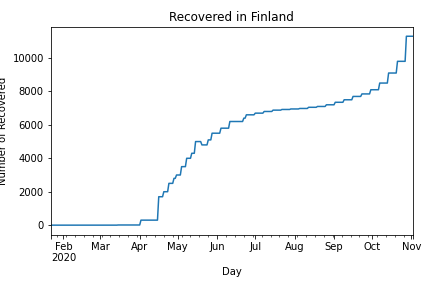 Recovered in Finland
Number of Recovered
10000
8000
6000
4000
2000
0
Feb Mar Apr May Jun Jul Aug Sep Oct Nov
2020
Day